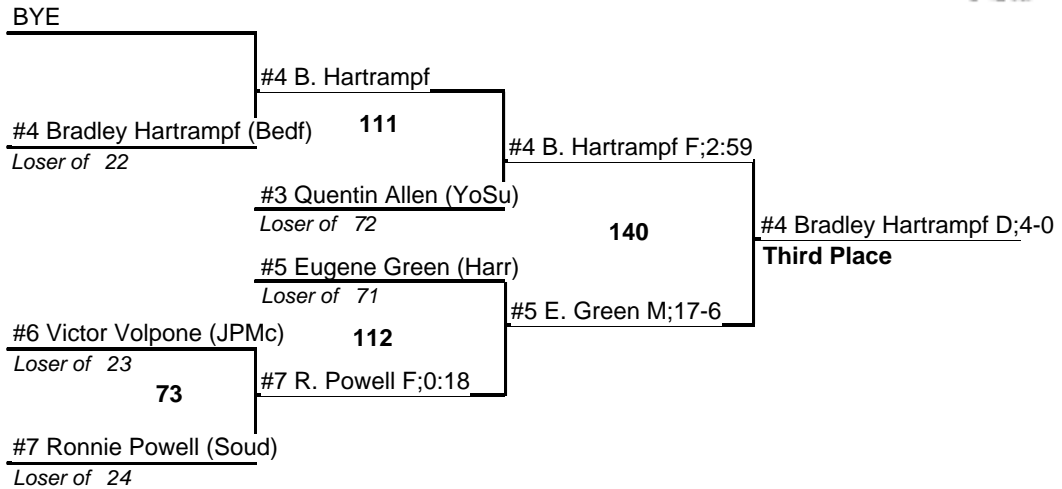 BYE
#4 B. Hartrampf
#4 Bradley Hartrampf (Bedf)
111
Loser of 22
#4 B. Hartrampf F;2:59
#3 Quentin Allen (YoSu)
Loser of 72
140
#4 Bradley Hartrampf D;4-0
Third Place
#5 Eugene Green (Harr)
Loser of 71
#5 E. Green M;17-6
#6 Victor Volpone (JPMc)
112
Loser of 23
73
#7 R. Powell F;0:18
#7 Ronnie Powell (Soud)
Loser of 24